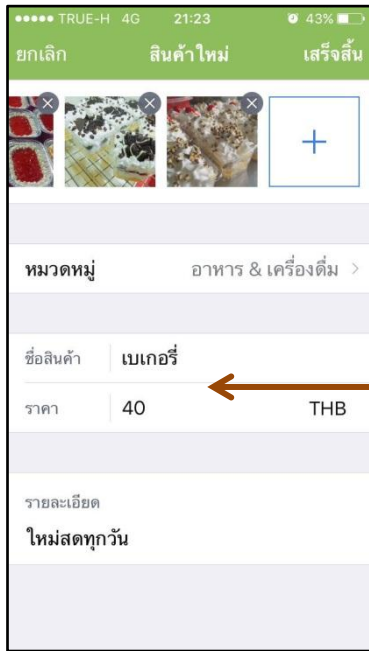 TRUE-H 4G 21:23 43%
ยกเลิก สินค้าใหม่ เสร็จสิ้น
หมวดหมู่ อาหาร & เครื่องดื่ม >
ชื่อสินค้า เบเกอรี่
ราคา 40 THB
รายละเอียด
ใหม่สดทุกวัน